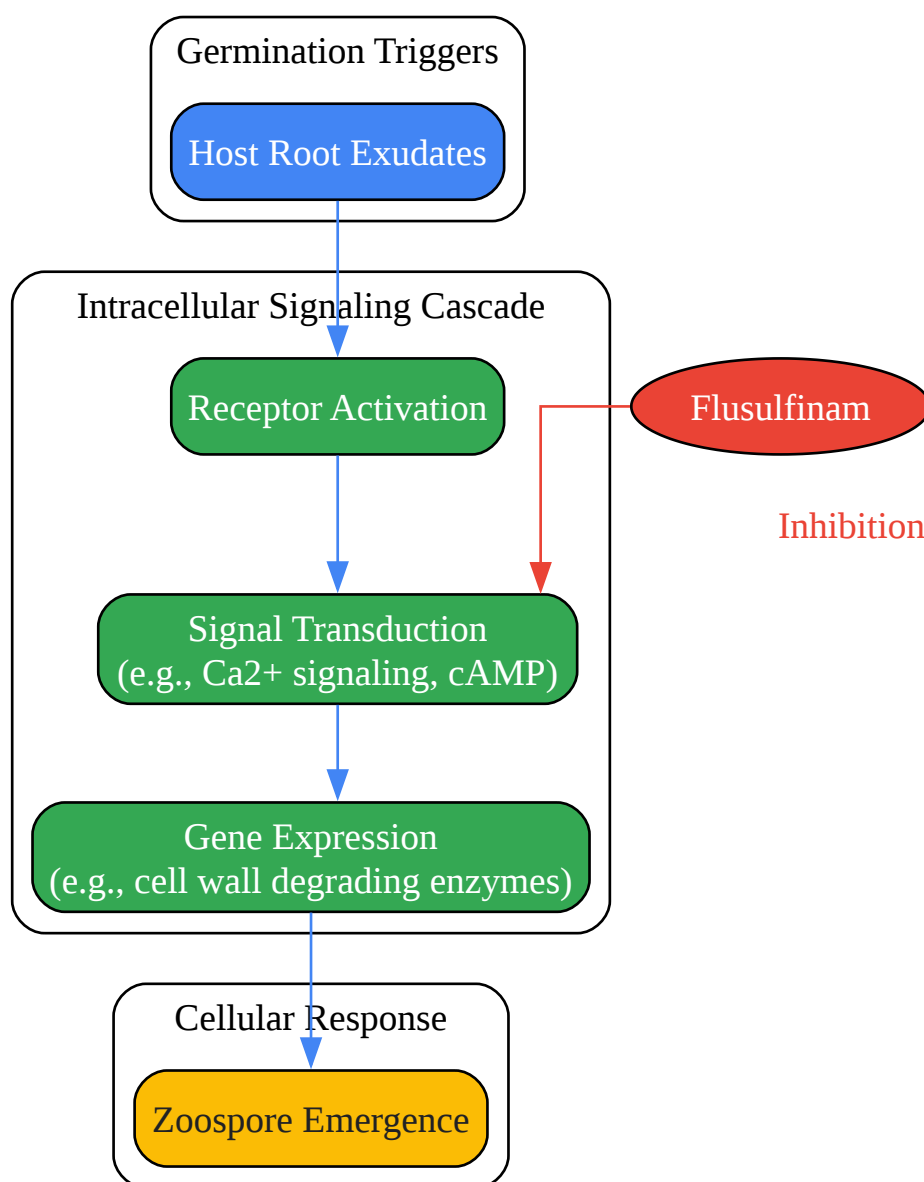 Germination Triggers
Host Root Exudates
Intracellular Signaling Cascade
Receptor Activation
Flusulfinam
Inhibition
Signal Transduction
(e.g., Ca2+ signaling, cAMP)
Gene Expression
(e.g., cell wall degrading enzymes)
Cellular Response
Zoospore Emergence